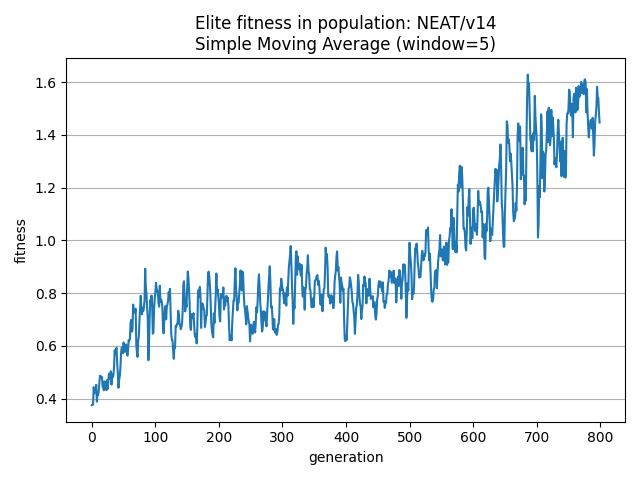 Elite fitness in population: NEAT/v14
Simple Moving Average (window=5)
fitness
1.6
1.4
1.2
1.0
0.8
0.6
0.4
0 100 200 300 400 500 600 700 800
generation